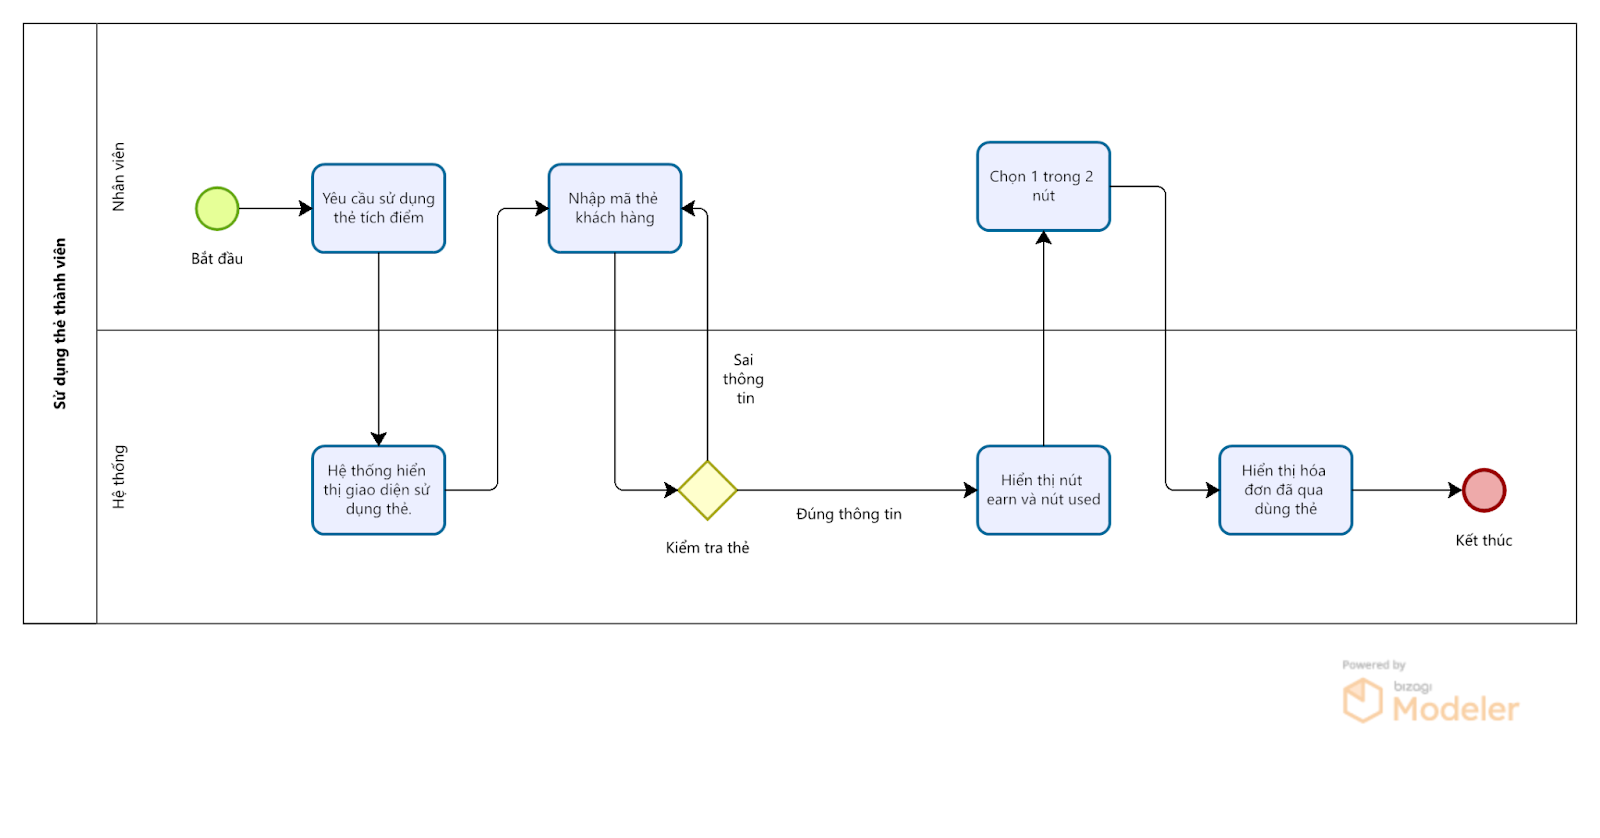 Sử dụng thẻ thành viên
Nhân viên
Bắt đầu
Yêu cầu sử dụng
thẻ tích điểm
Nhập mã thẻ
khách hàng
Chọn 1 trong 2
nút
Hệ thống
Hệ thống hiển
thị giao diện sử
dụng thẻ.
Sai
thông
tin
Kiểm tra thẻ
Đúng thông tin
Hiển thị nút
earn và nút used
Hiển thị hóa
đơn đã qua
dùng thẻ
Kết thúc
Powered by
bizagi
Modeler